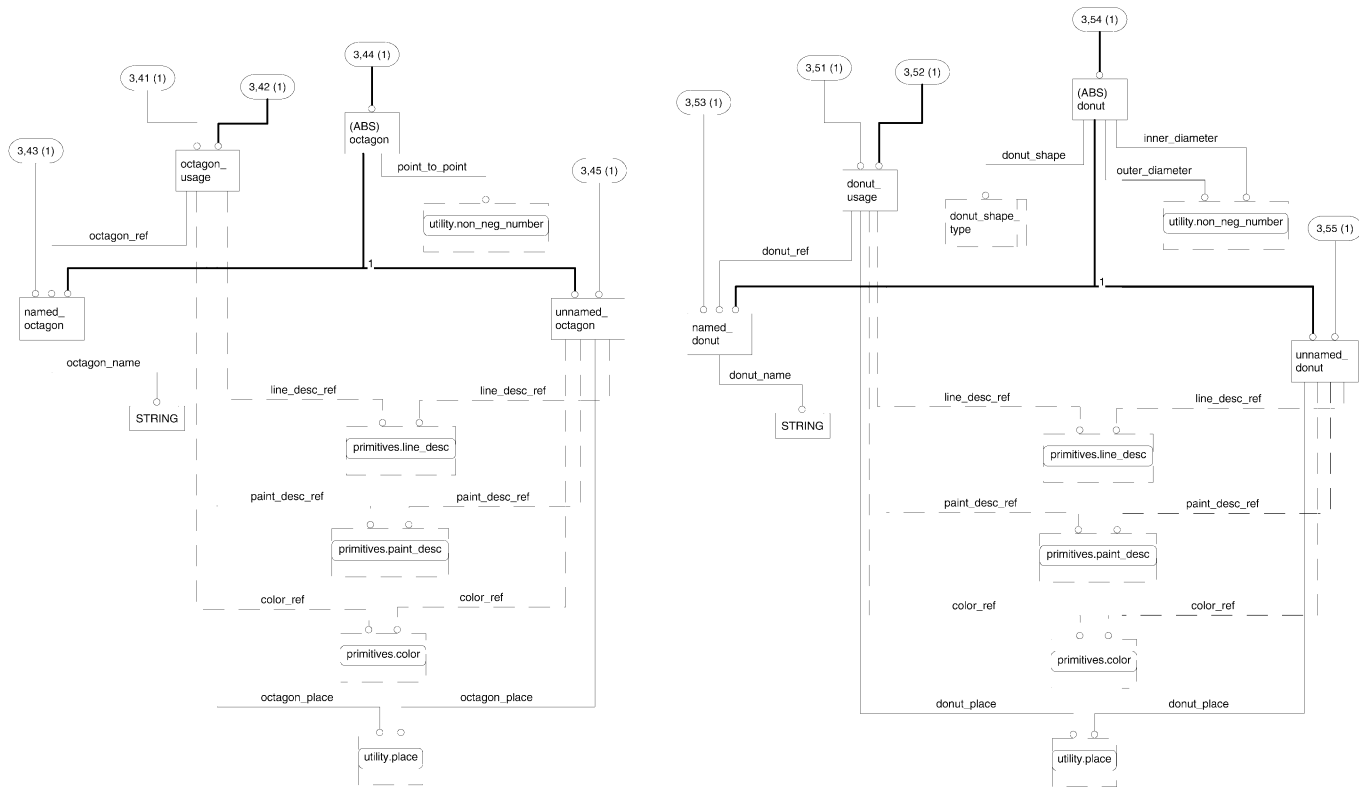 3,44 (1)
3,41 (1)
3,42 (1)
(ABS)
octagon
3,43 (1)
octagon_
usage
point_to_point
3,45 (1)
utility.non_neg_number
octagon_ref
1
named_
octagon
unnamed_
octagon
octagon_name
STRING
line_desc_ref
line_desc_ref
primitives.line_desc
paint_desc_ref
paint_desc_ref
primitives.paint_desc
color_ref
color_ref
primitives.color
octagon_place
octagon_place
utility.place
3,54 (1)
3,51 (1)
3,52 (1)
3,53 (1)
(ABS)
donut
inner_diameter
donut_shape
outer_diameter
donut_
usage
donut_shape_
type
utility.non_neg_number
3,55 (1)
donut_ref
1
named_
donut
unnamed_
donut
donut_name
STRING
line_desc_ref
line_desc_ref
primitives.line_desc
paint_desc_ref
paint_desc_ref
primitives.paint_desc
color_ref
color_ref
primitives.color
donut_place
donut_place
utility.place